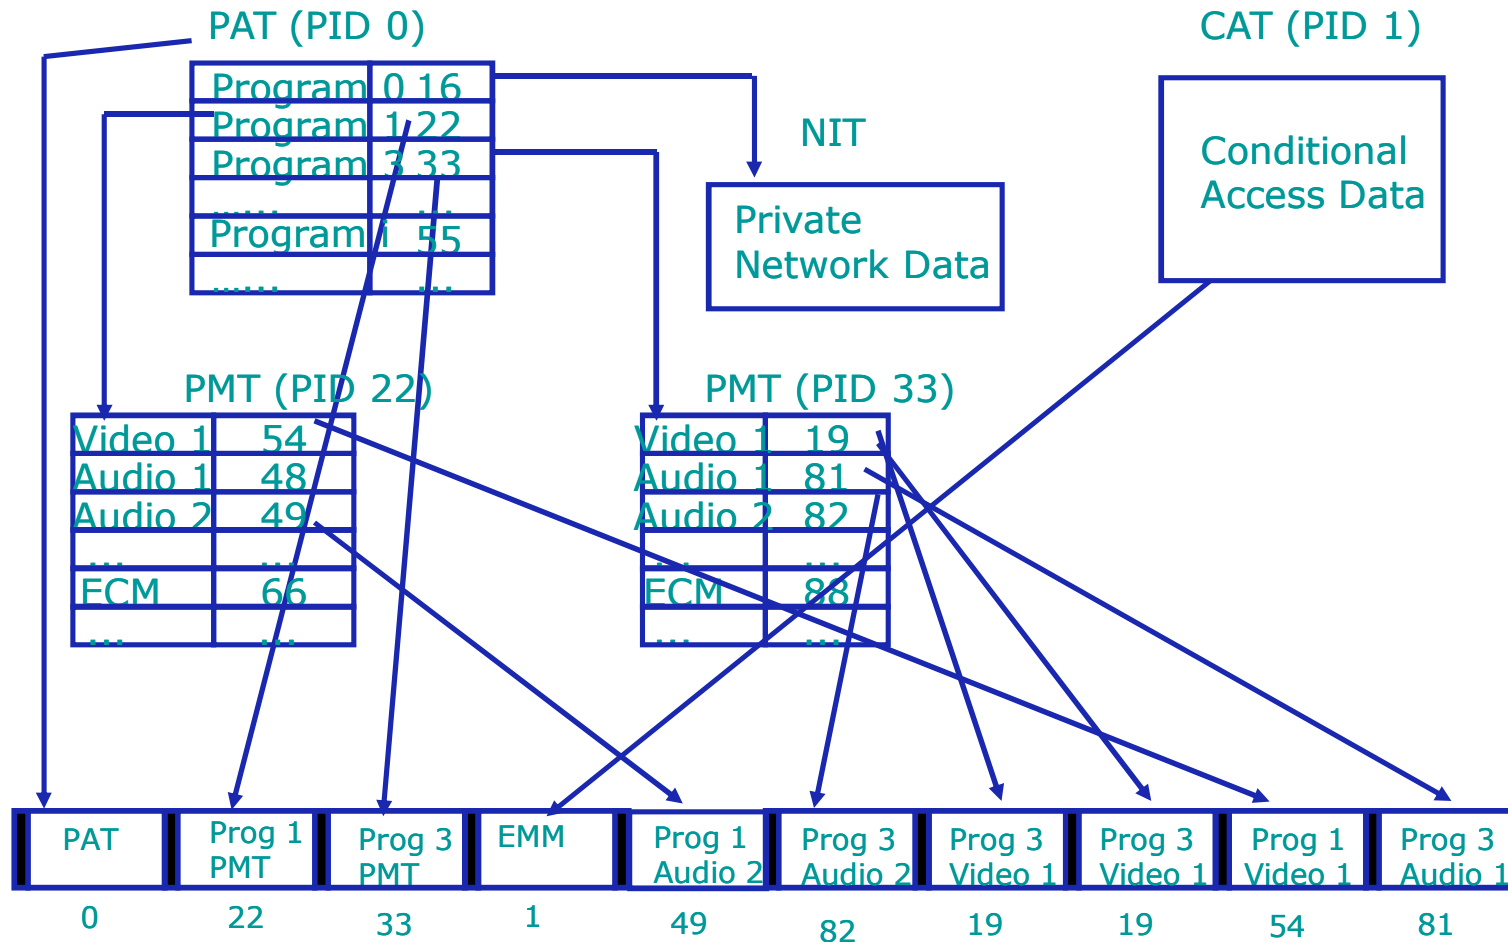 PAT (PID 0)
CAT (PID 1)
Program 0 16
Program 1 22
Program 3 33
...... ...
Program i 55
...... ...
NIT
Private
Network Data
Conditional
Access Data
PMT (PID 22)
Video 1 54
Audio 1 48
Audio 2 49
... ...
ECM 66
... ...
PMT (PID 33)
Video 1 19
Audio 1 81
Audio 2 82
... ...
ECM 88
... ...
PAT
Prog 1
PMT
Prog 3
PMT
EMM
Prog 1
Audio 2
Prog 3
Audio 2
Prog 3
Video 1
Prog 3
Video 1
Prog 1
Video 1
Prog 3
Audio 1
0 22 33 1 49 82 19 19 54 81